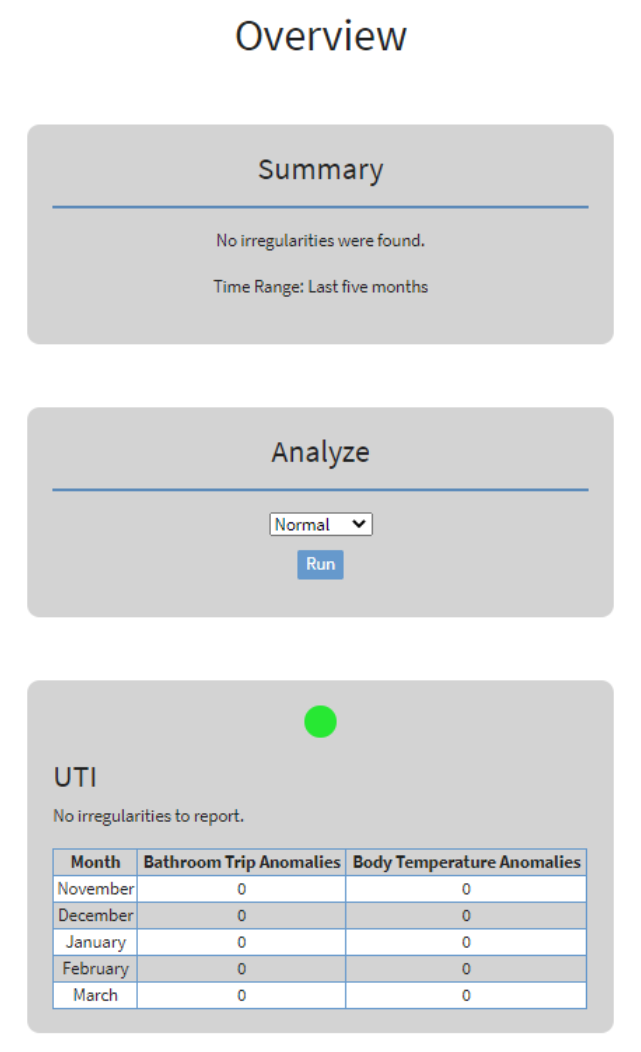 Overview
Summary
No irregularities were found.
Time Range: Last five months
Analyze
Normal
Run
UTI
No irregularities to report.
Month Bathroom Trip Anomalies Body Temperature Anomalies
November 0 0
December 0 0
January 0 0
February 0 0
March 0 0